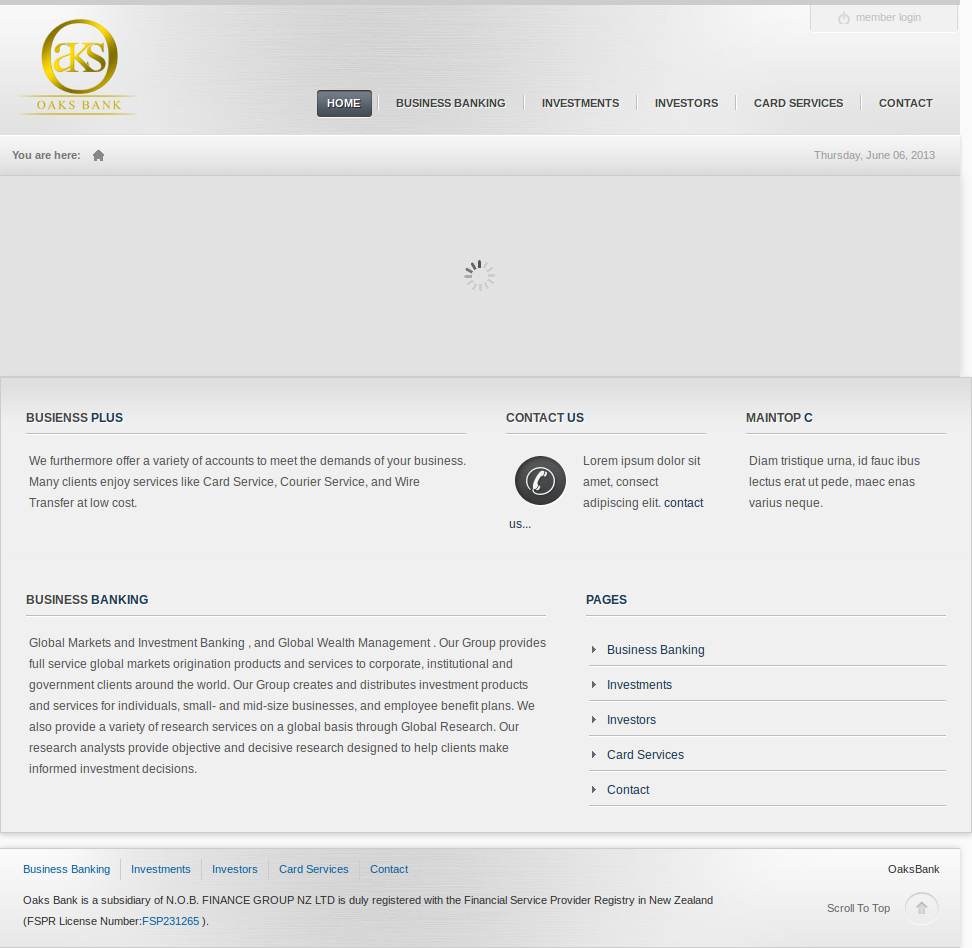 member login
aKS
OAKS BANK
HOME
BUSINESS BANKING
INVESTMENTS
INVESTORS
CARD SERVICES
CONTACT
You are here:
Thursday, June 06, 2013
BUSIENSS PLUS
We furthermore offer a variety of accounts to meet the demands of your business.
Many clients enjoy services like Card Service, Courier Service, and Wire
Transfer at low cost.
CONTACT US
Lorem ipsum dolor sit
amet, consect
adipiscing elit. contact
us...
MAINTOP C
Diam tristique urna, id fauc ibus
lectus erat ut pede, maec enas
varius neque.
BUSINESS BANKING
Global Markets and Investment Banking , and Global Wealth Management . Our Group provides
full service global markets origination products and services to corporate, institutional and
government clients around the world. Our Group creates and distributes investment products
and services for individuals, small- and mid-size businesses, and employee benefit plans. We
also provide a variety of research services on a global basis through Global Research. Our
research analysts provide objective and decisive research designed to help clients make
informed investment decisions.
PAGES
Business Banking
Investments
Investors
Card Services
Contact
Business Banking
Investments
Investors
Card Services
Contact
OaksBank
Oaks Bank is a subsidiary of N.O.B. FINANCE GROUP NZ LTD is duly registered with the Financial Service Provider Registry in New Zealand
(FSPR License Number:FSP231265 ).
Scroll To Top